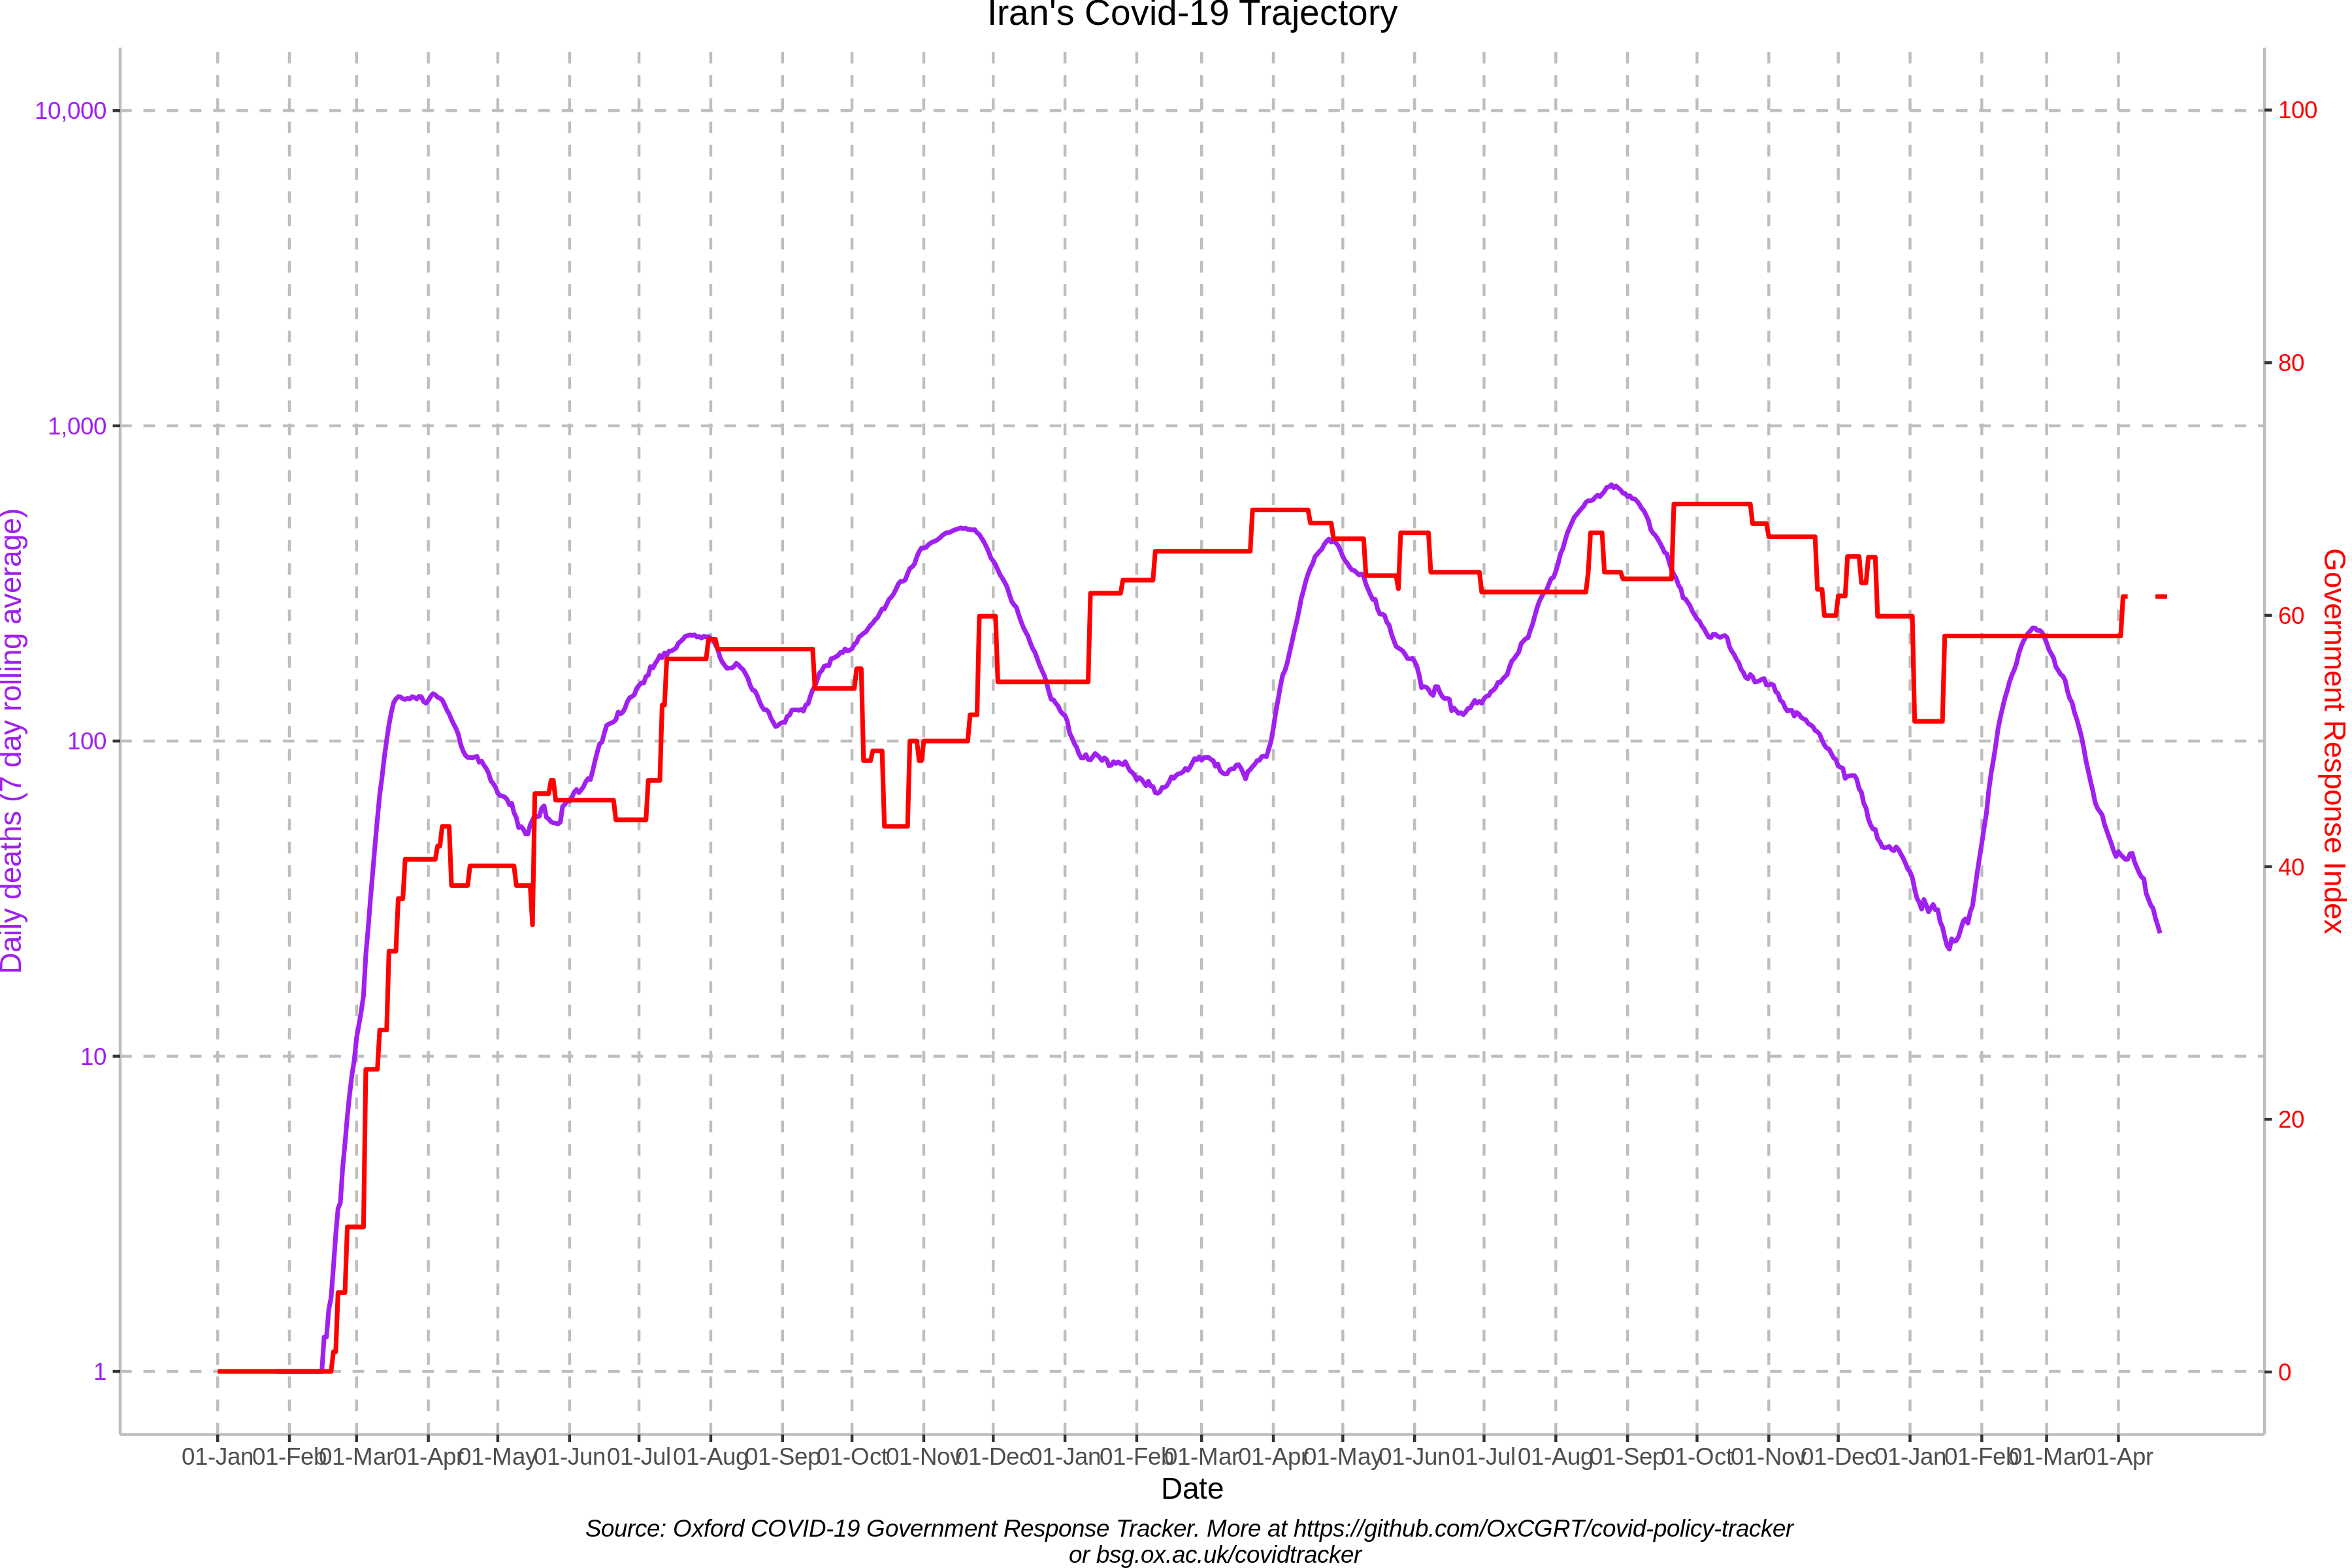 Iran's Covid-19 Trajectory
10,000
1,000
100
10
1
Daily deaths (7 day rolling average)
100
80
60
40
20
0
Government Response Index
01-Jan 01-Feb 01-Mar 01-Apr 01-May 01-Jun 01-Jul 01-Aug 01-Sep 01-Oct 01-Nov 01-Dec 01-Jan 01-Feb 01-Mar 01-Apr 01-May 01-Jun 01-Jul 01-Aug 01-Sep 01-Oct 01-Nov 01-Dec 01-Jan 01-Feb 01-Mar 01-Apr
Date
Source: Oxford COVID-19 Government Response Tracker. More at https://github.com/OxCGRT/covid-policy-tracker
or bsg.ox.ac.uk/covidtracker